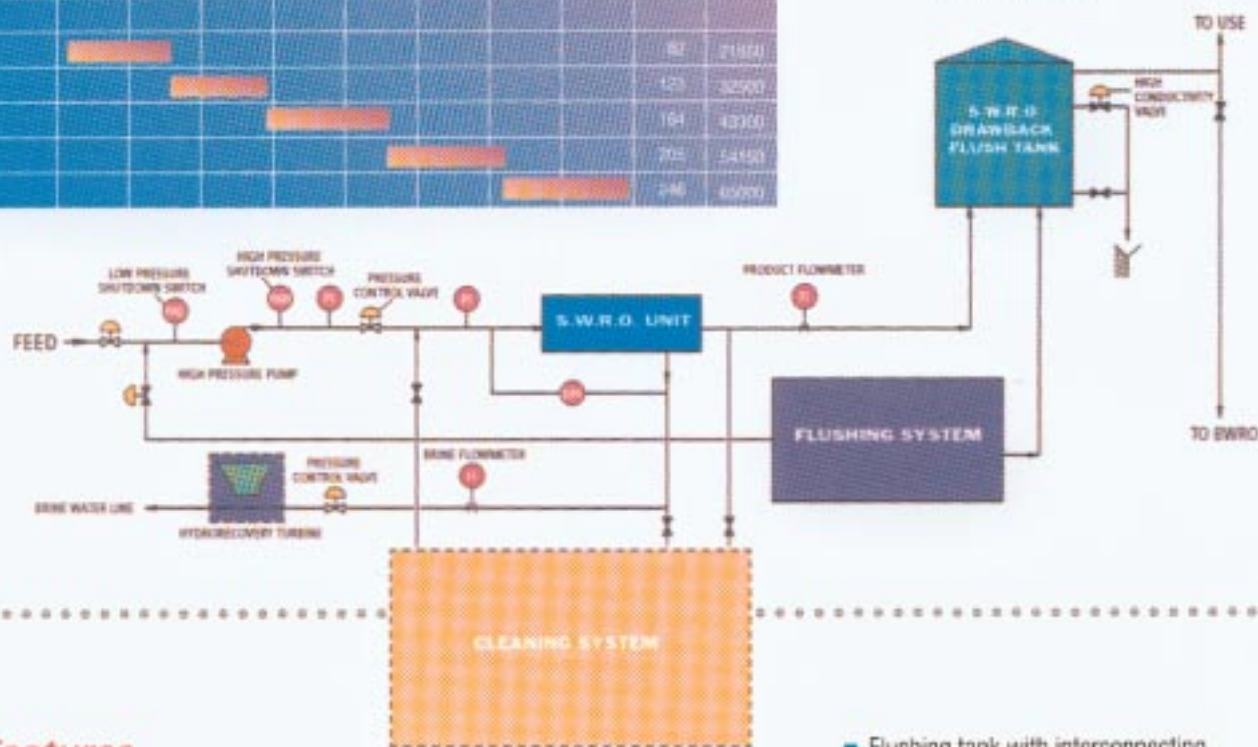 82 21650
123 32500
164 43300
205 54150
246 65000
TO USE
HIGH
CONDUCTIVITY
VALVE
S.W.R.O
DRAWBACK
FLUSH TANK
HIGH PRESSURE
SHUTDOWN SWITCH
LOW PRESSURE
SHUTDOWN SWITCH
PRESSURE
CONTROL VALVE
PRODUCT FLOWMETER
FEED
HIGH PRESSURE PUMP
S.W.R.O. UNIT
FLUSHING SYSTEM
TO BWRO
BRINE FLOWMETER
PRESSURE
CONTROL VALVE
BRINE WATER LINE
HYDRORECOVERY TURBINE
CLEANING SYSTEM
Flushing tank with interconnecting